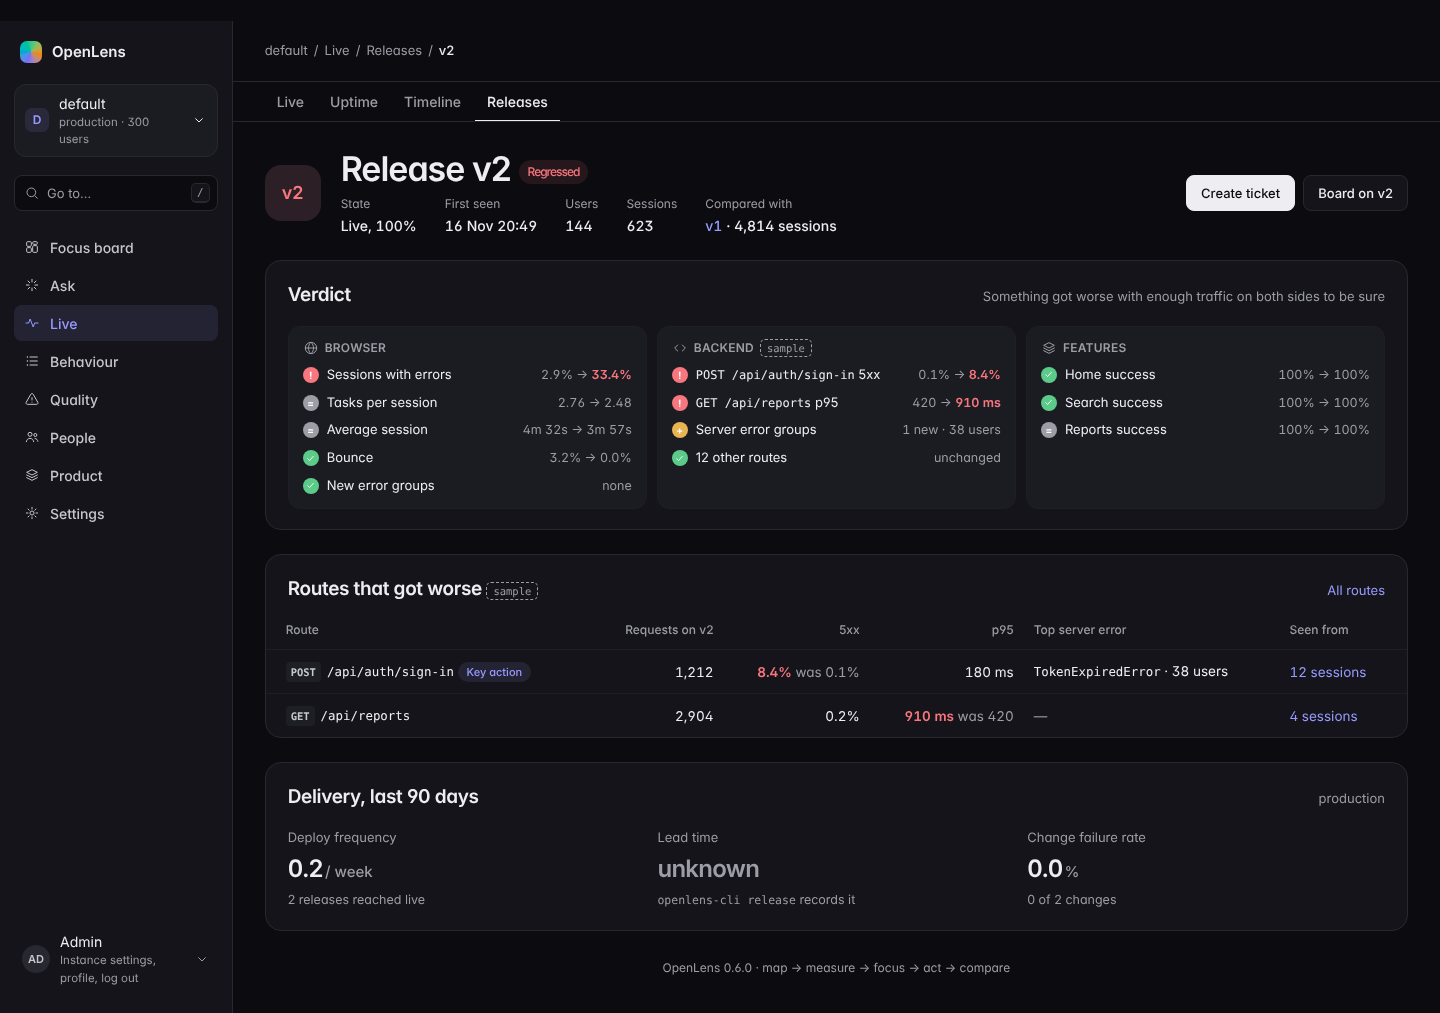 OpenLens
default / Live / Releases / v2
D
default
production · 300
users
Go to...
/
Focus board
Ask
Live
Behaviour
Quality
People
Product
Settings
AD
Admin
Instance settings,
profile, log out
Live Uptime Timeline Releases
v2
Release v2 Regressed
State First seen Users Sessions Compared with
Live, 100% 16 Nov 20:49 144 623 v1 · 4,814 sessions
Create ticket Board on v2
Verdict
Something got worse with enough traffic on both sides to be sure
BROWSER
Sessions with errors 2.9% → 33.4%
Tasks per session 2.76 → 2.48
Average session 4m 32s → 3m 57s
Bounce 3.2% → 0.0%
New error groups none
BACKEND sample
POST /api/auth/sign-in 5xx 0.1% → 8.4%
GET /api/reports p95 420 → 910 ms
Server error groups 1 new · 38 users
12 other routes unchanged
FEATURES
Home success 100% → 100%
Search success 100% → 100%
Reports success 100% → 100%
Routes that got worse sample
All routes
Route Requests on v2 5xx p95 Top server error Seen from
POST /api/auth/sign-in Key action 1,212 8.4% was 0.1% 180 ms TokenExpiredError · 38 users 12 sessions
GET /api/reports 2,904 0.2% 910 ms was 420 — 4 sessions
Delivery, last 90 days production
Deploy frequency Lead time Change failure rate
0.2 / week unknown 0.0 %
2 releases reached live openlens-cli release records it 0 of 2 changes
OpenLens 0.6.0 · map → measure → focus → act → compare